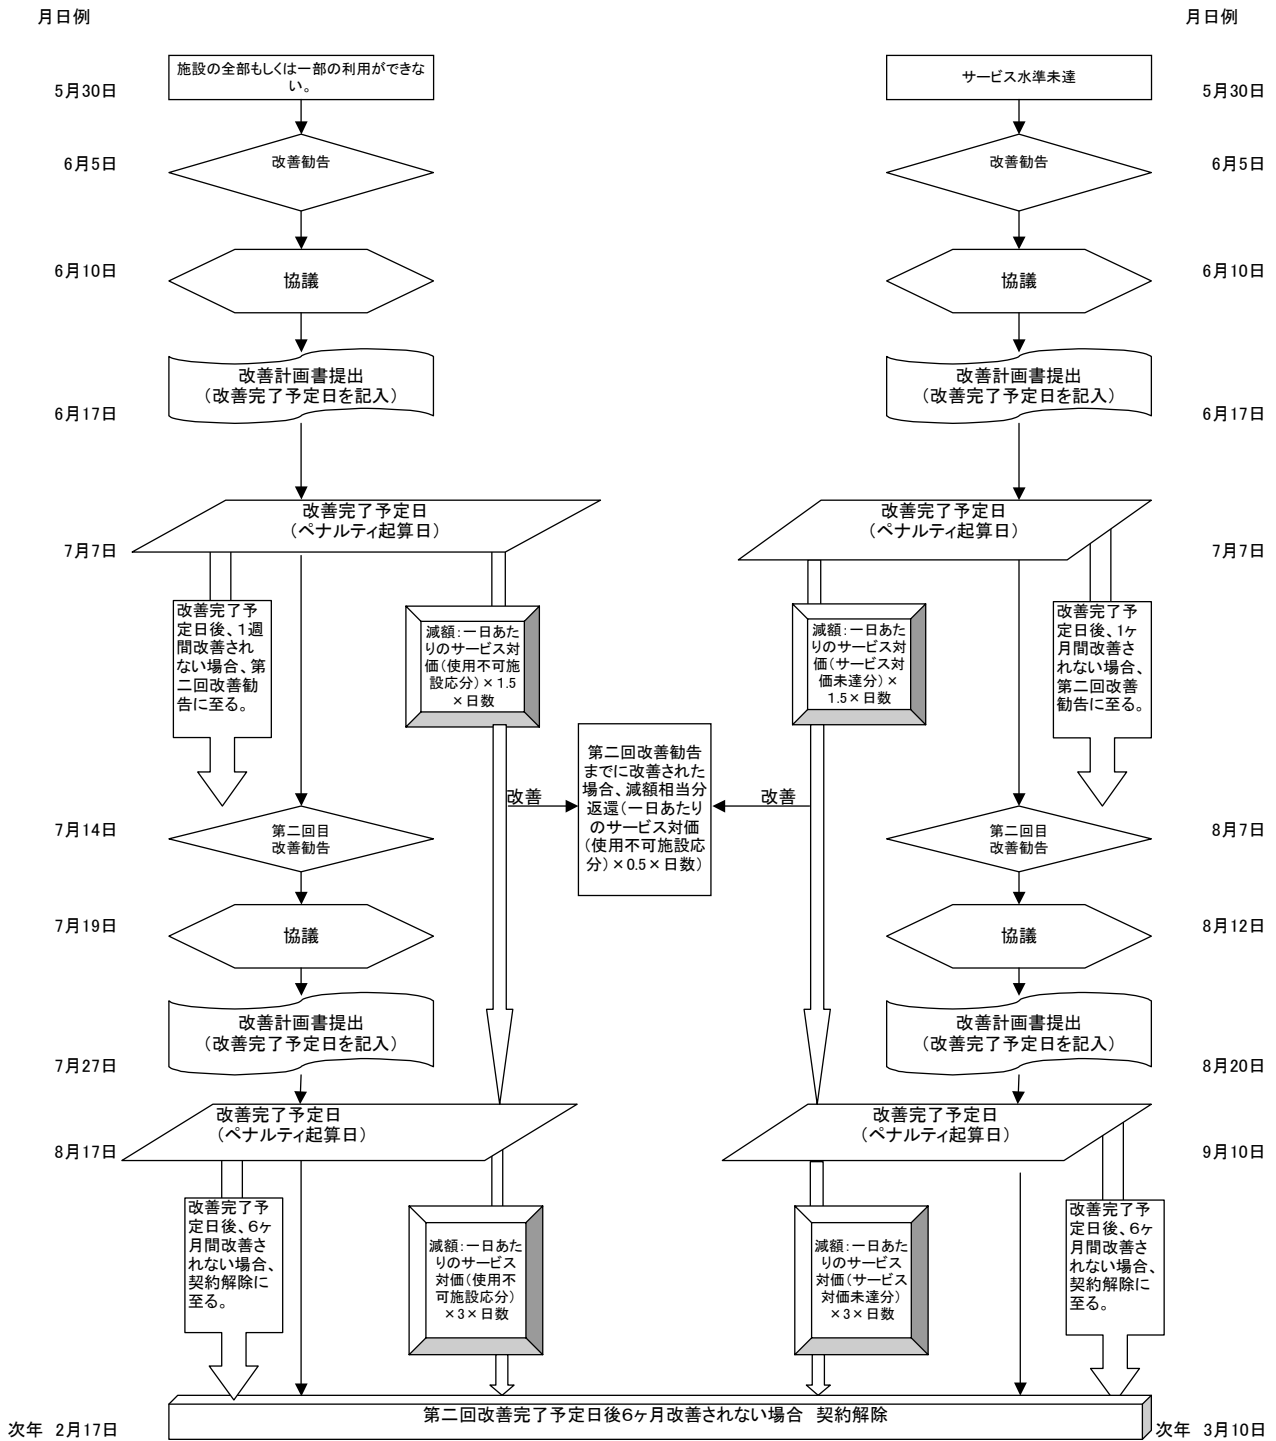 月日例
月日例
施設の全部もしくは一部の利用ができな
い。
サービス水準未達
5月30日
5月30日
改善勧告
改善勧告
6月5日
6月5日
協議
協議
6月10日
6月10日
改善計画書提出
（改善完了予定日を記入）
改善計画書提出
（改善完了予定日を記入）
6月17日
6月17日
改善完了予定日
（ペナルティ起算日）
改善完了予定日
（ペナルティ起算日）
7月7日
7月7日
改善完了予
定日後、1週
間改善され
ない場合、第
二回改善勧
告に至る。
減額：一日あた
りのサービス対
価（使用不可施
設応分）×1.5
×日数
減額：一日あた
りのサービス対
価（サービス対
価未達分）×
1.5×日数
改善完了予
定日後、1ヶ
月間改善さ
れない場合、
第二回改善
勧告に至る。
第二回改善勧告
までに改善された
場合、減額相当分
返還（一日あたり
のサービス対価
（使用不可施設応
分）×0.5×日数）
改善
改善
7月14日
第二回目
改善勧告
第二回目
改善勧告
8月7日
7月19日
協議
協議
8月12日
改善計画書提出
（改善完了予定日を記入）
改善計画書提出
（改善完了予定日を記入）
7月27日
8月20日
改善完了予定日
（ペナルティ起算日）
改善完了予定日
（ペナルティ起算日）
8月17日
9月10日
改善完了予
定日後、6ヶ
月間改善さ
れない場合、
契約解除に
至る。
減額：一日あた
りのサービス
対価（使用不
可施設応分）
×3×日数
減額：一日あた
りのサービス
対価（サービス
対価未達分）
×3×日数
改善完了予
定日後、6ヶ
月間改善さ
れない場合、
契約解除に
至る。
第二回改善完了予定日後6ヶ月改善されない場合　契約解除
次年 2月17日
次年 3月10日